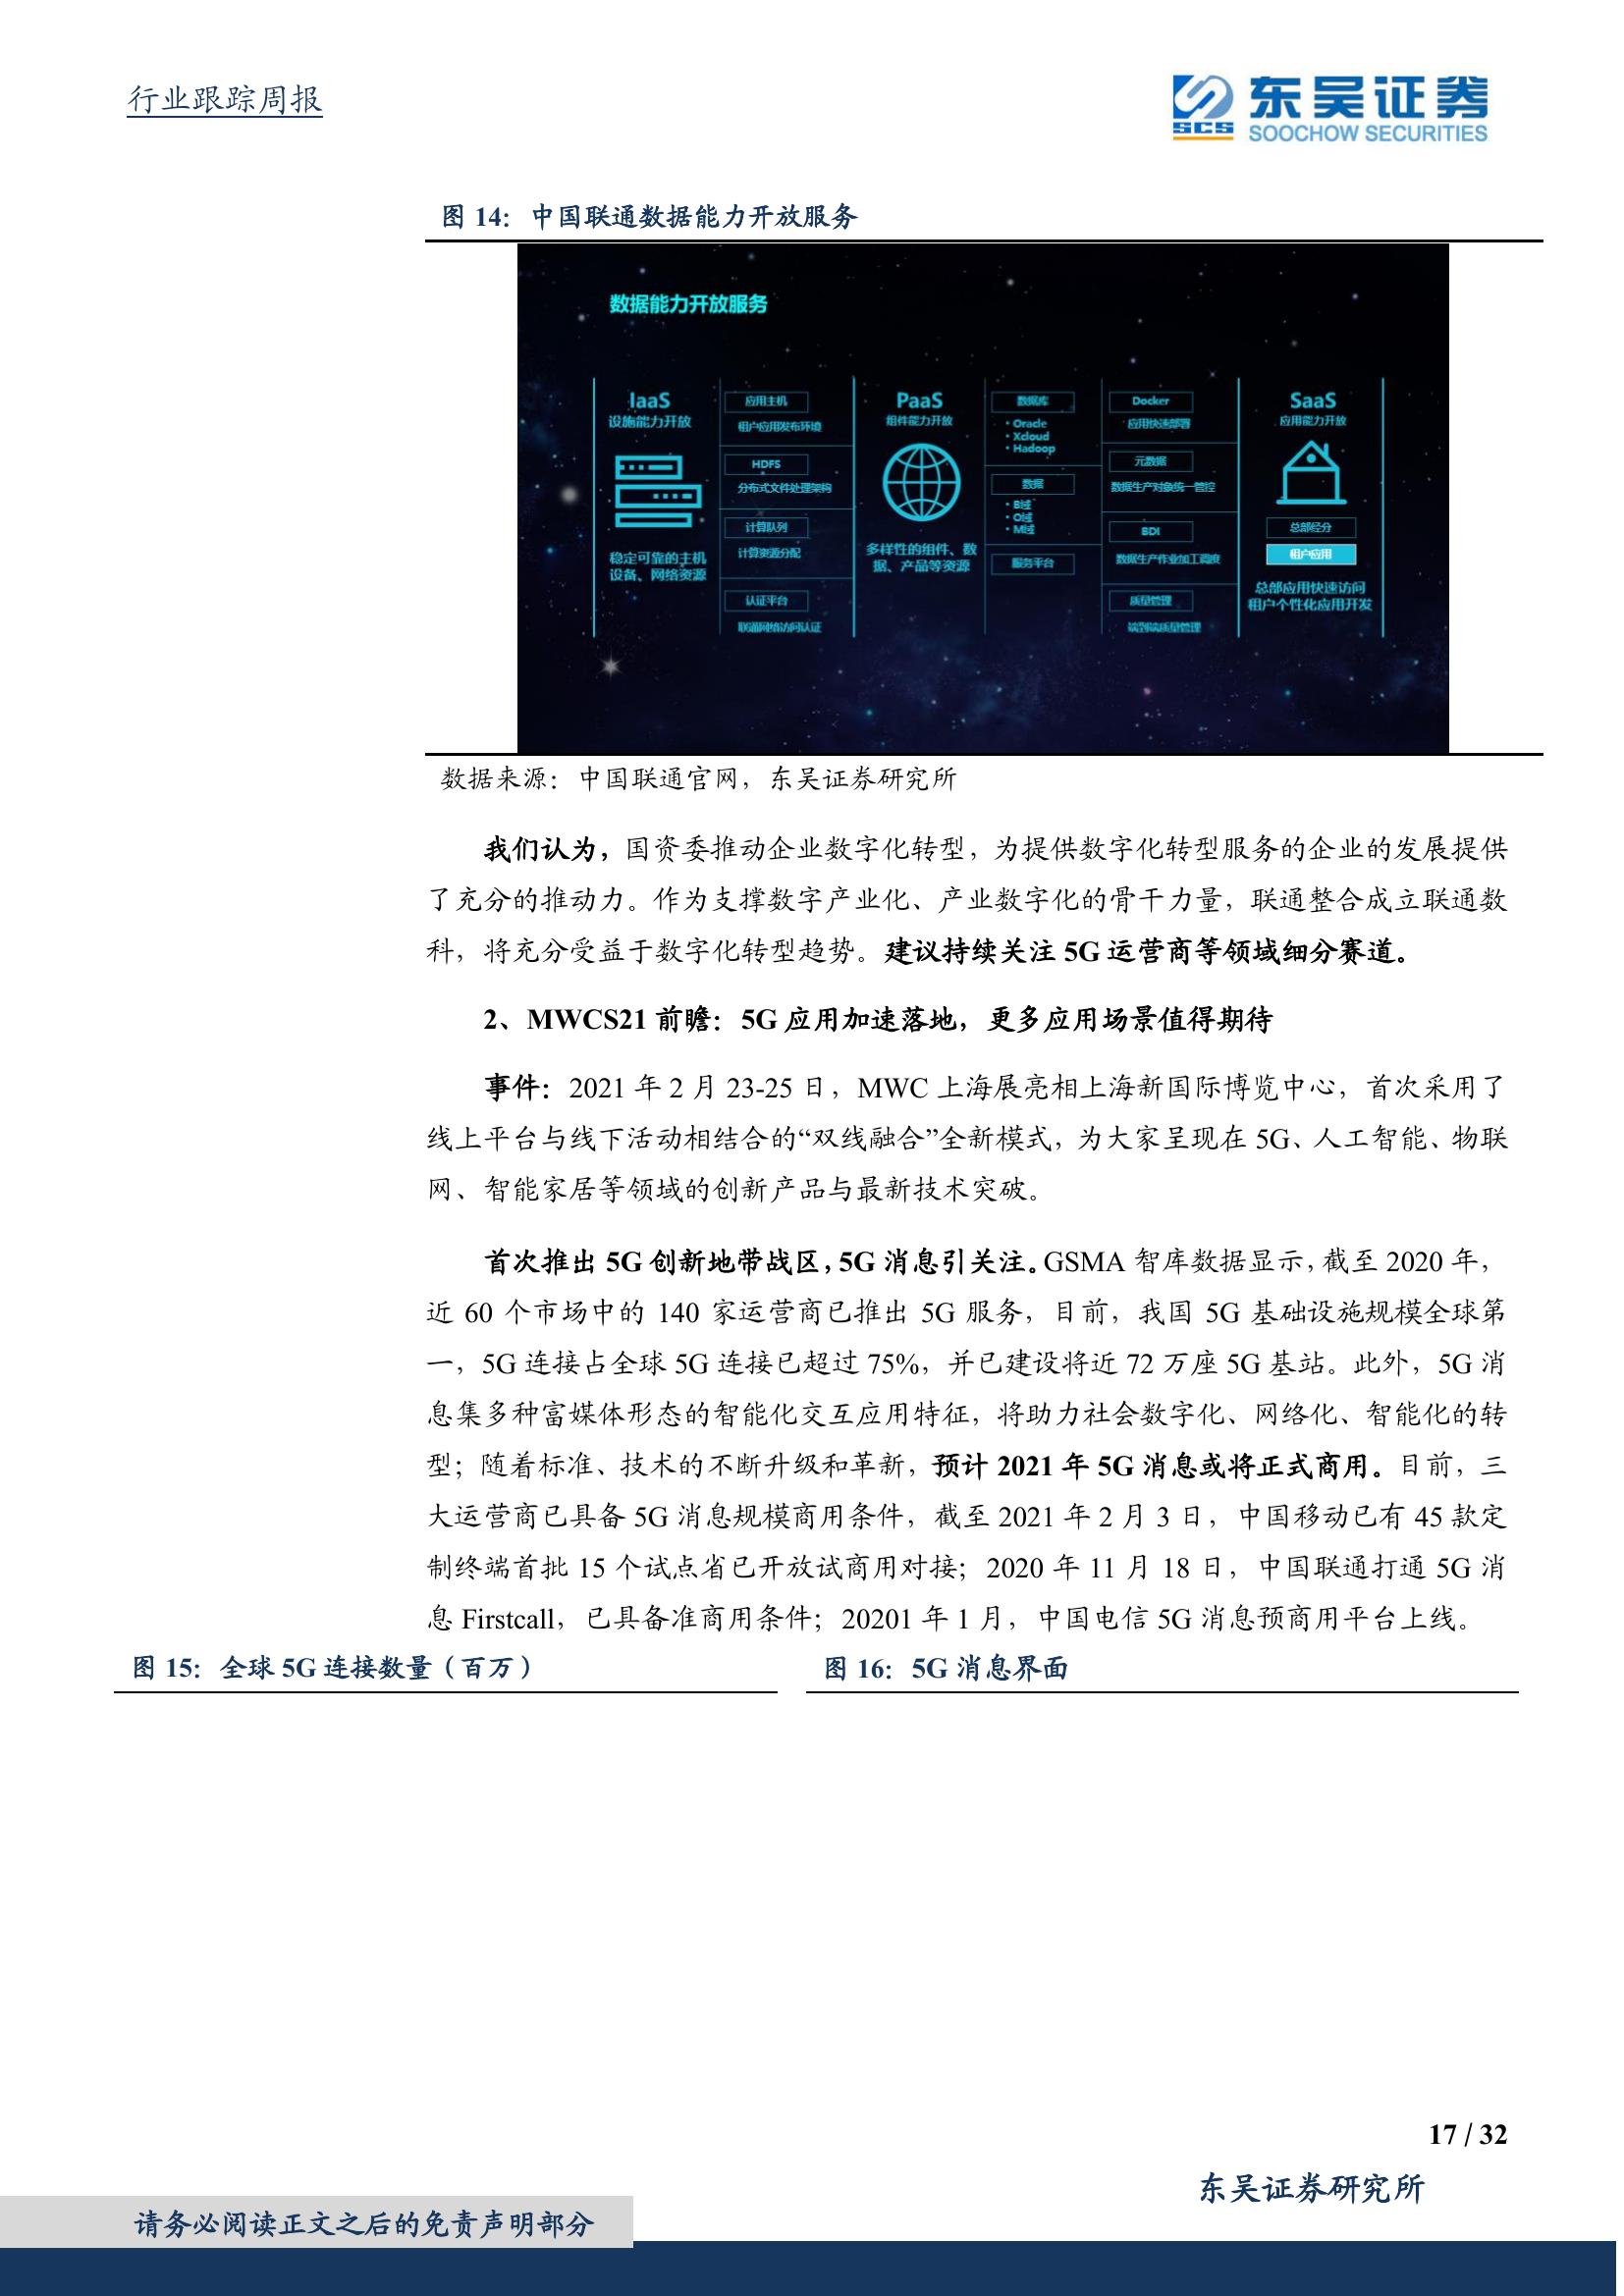 行业跟踪周报
SCS
东吴证券
SOOCHOW SECURITIES
图 14：中国联通数据能力开放服务
数据能力开放服务
IaaS
设施能力开放
稳定可靠的主机
设备、网络资源
应用主机
租户应用发布环境
HDFS
分布式文件处理架构
计算队列
计算资源分配
认证平台
联通网络访问认证
PaaS
组件能力开放
多样性的组件、数
据、产品等资源
数据库
• Oracle
• Xcloud
• Hadoop
数据
• B域
• O域
• M域
服务平台
Docker
应用快速部署
元数据
数据生产对象统一管控
BDI
数据生产作业加工调度
质量管理
端到端质量管理
SaaS
应用能力开放
总部经分
租户应用
总部应用快速访问
租户个性化应用开发
数据来源：中国联通官网，东吴证券研究所
我们认为，国资委推动企业数字化转型，为提供数字化转型服务的企业的发展提供
了充分的推动力。作为支撑数字产业化、产业数字化的骨干力量，联通整合成立联通数
科，将充分受益于数字化转型趋势。建议持续关注 5G 运营商等领域细分赛道。
2、MWCS21 前瞻：5G 应用加速落地，更多应用场景值得期待
事件：2021 年 2 月 23-25 日，MWC 上海展亮相上海新国际博览中心，首次采用了
线上平台与线下活动相结合的“双线融合”全新模式，为大家呈现在 5G、人工智能、物联
网、智能家居等领域的创新产品与最新技术突破。
首次推出 5G 创新地带战区，5G 消息引关注。GSMA 智库数据显示，截至 2020 年，
近 60 个市场中的 140 家运营商已推出 5G 服务，目前，我国 5G 基础设施规模全球第
一，5G 连接占全球 5G 连接已超过 75%，并已建设将近 72 万座 5G 基站。此外，5G 消
息集多种富媒体形态的智能化交互应用特征，将助力社会数字化、网络化、智能化的转
型；随着标准、技术的不断升级和革新，预计 2021 年 5G 消息或将正式商用。目前，三
大运营商已具备 5G 消息规模商用条件，截至 2021 年 2 月 3 日，中国移动已有 45 款定
制终端首批 15 个试点省已开放试商用对接；2020 年 11 月 18 日，中国联通打通 5G 消
息 Firstcall，已具备准商用条件；20201 年 1 月，中国电信 5G 消息预商用平台上线。
图 15：全球 5G 连接数量（百万）
图 16：5G 消息界面
17 / 32
东吴证券研究所
请务必阅读正文之后的免责声明部分